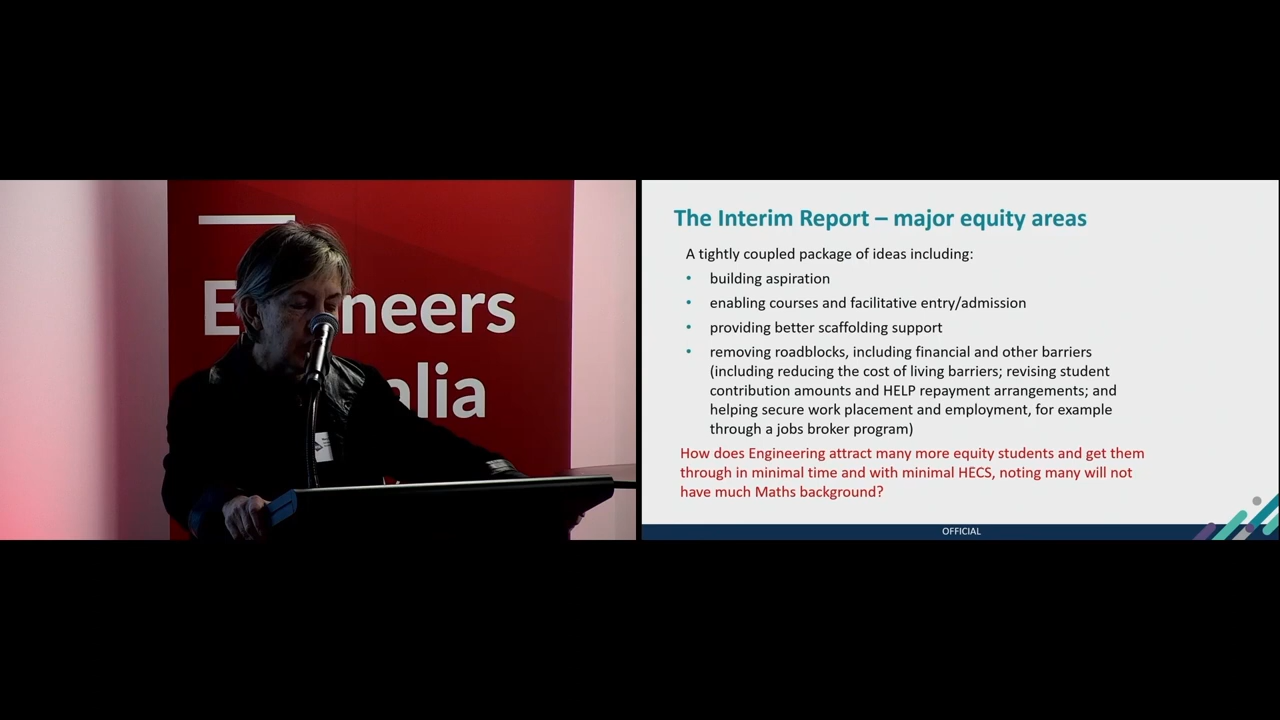 neers
alia
The Interim Report – major equity areas
A tightly coupled package of ideas including:
• building aspiration
• enabling courses and facilitative entry/admission
• providing better scaffolding support
• removing roadblocks, including financial and other barriers
(including reducing the cost of living barriers; revising student
contribution amounts and HELP repayment arrangements; and
helping secure work placement and employment, for example
through a jobs broker program)
How does Engineering attract many more equity students and get them
through in minimal time and with minimal HECS, noting many will not
have much Maths background?
OFFICIAL